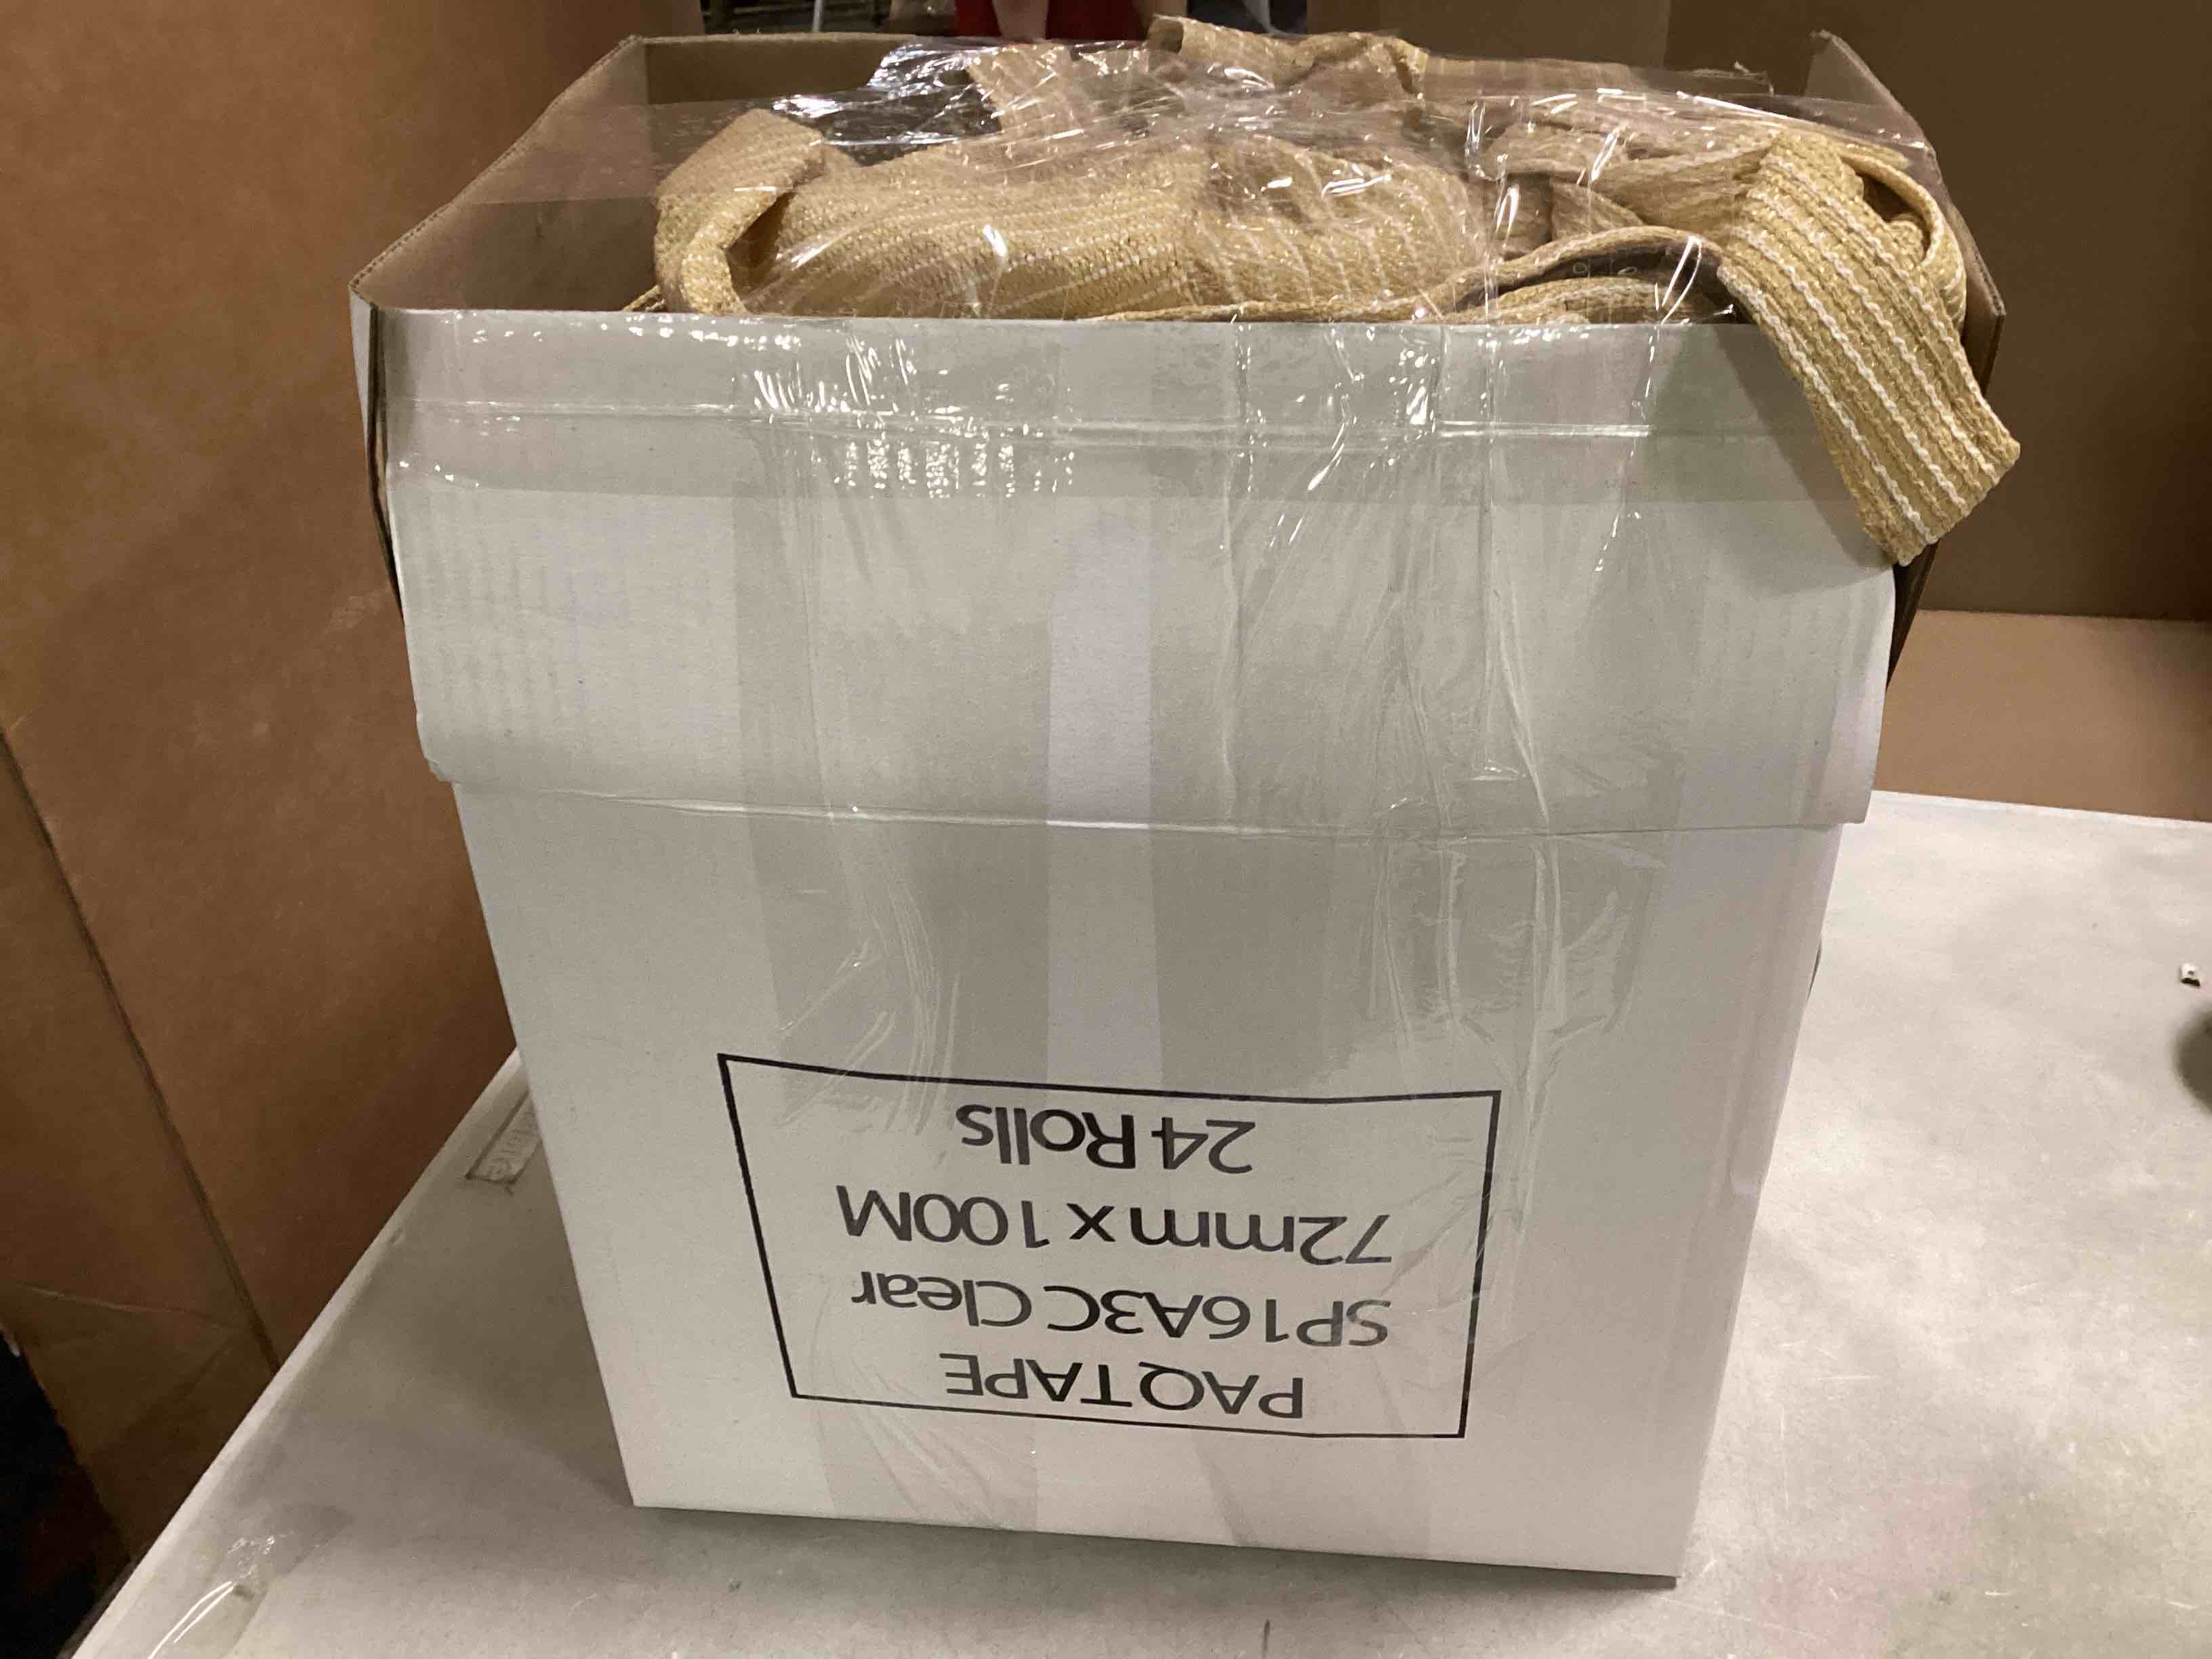 PAQ TAPE
SP16A3C Clear
72mm x 100M
24 Rolls